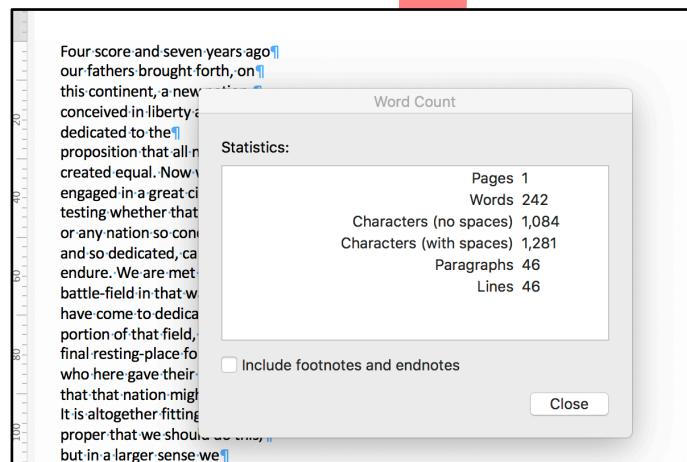 Four score and seven years ago¶
our fathers brought forth, on¶
this continent, a new nation, ¶
conceived in liberty
dedicated to the¶
proposition that all
created equal. Now
engaged in a great
testing whether that
or any nation so
and so dedicated,
endure. We are met
battle-field in that
have come to
portion of that field,
final resting-place
who here gave their
that that nation
It is altogether fitting
proper that we should do this, ¶
but in a larger sense we¶
20
40
60
80
100
Word Count
Statistics:
Pages 1
Words 242
Characters (no spaces) 1,084
Characters (with spaces) 1,281
Paragraphs 46
Lines 46
Include footnotes and endnotes
Close